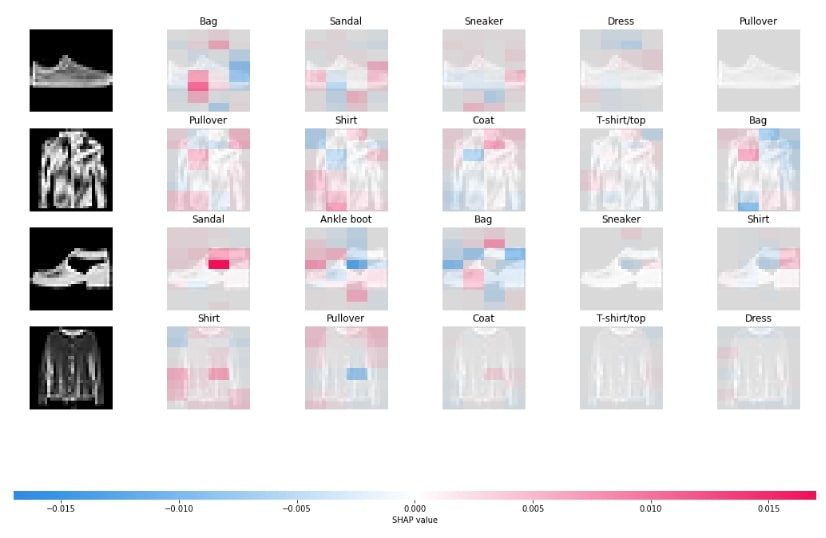 Bag Sandal Sneaker Dress Pullover
Pullover Shirt Coat T-shirt/top Bag
Sandal Ankle boot Bag Sneaker Shirt
Shirt Pullover Coat T-shirt/top Dress
−0.015 −0.010 −0.005 0.000 0.005 0.010 0.015
SHAP value